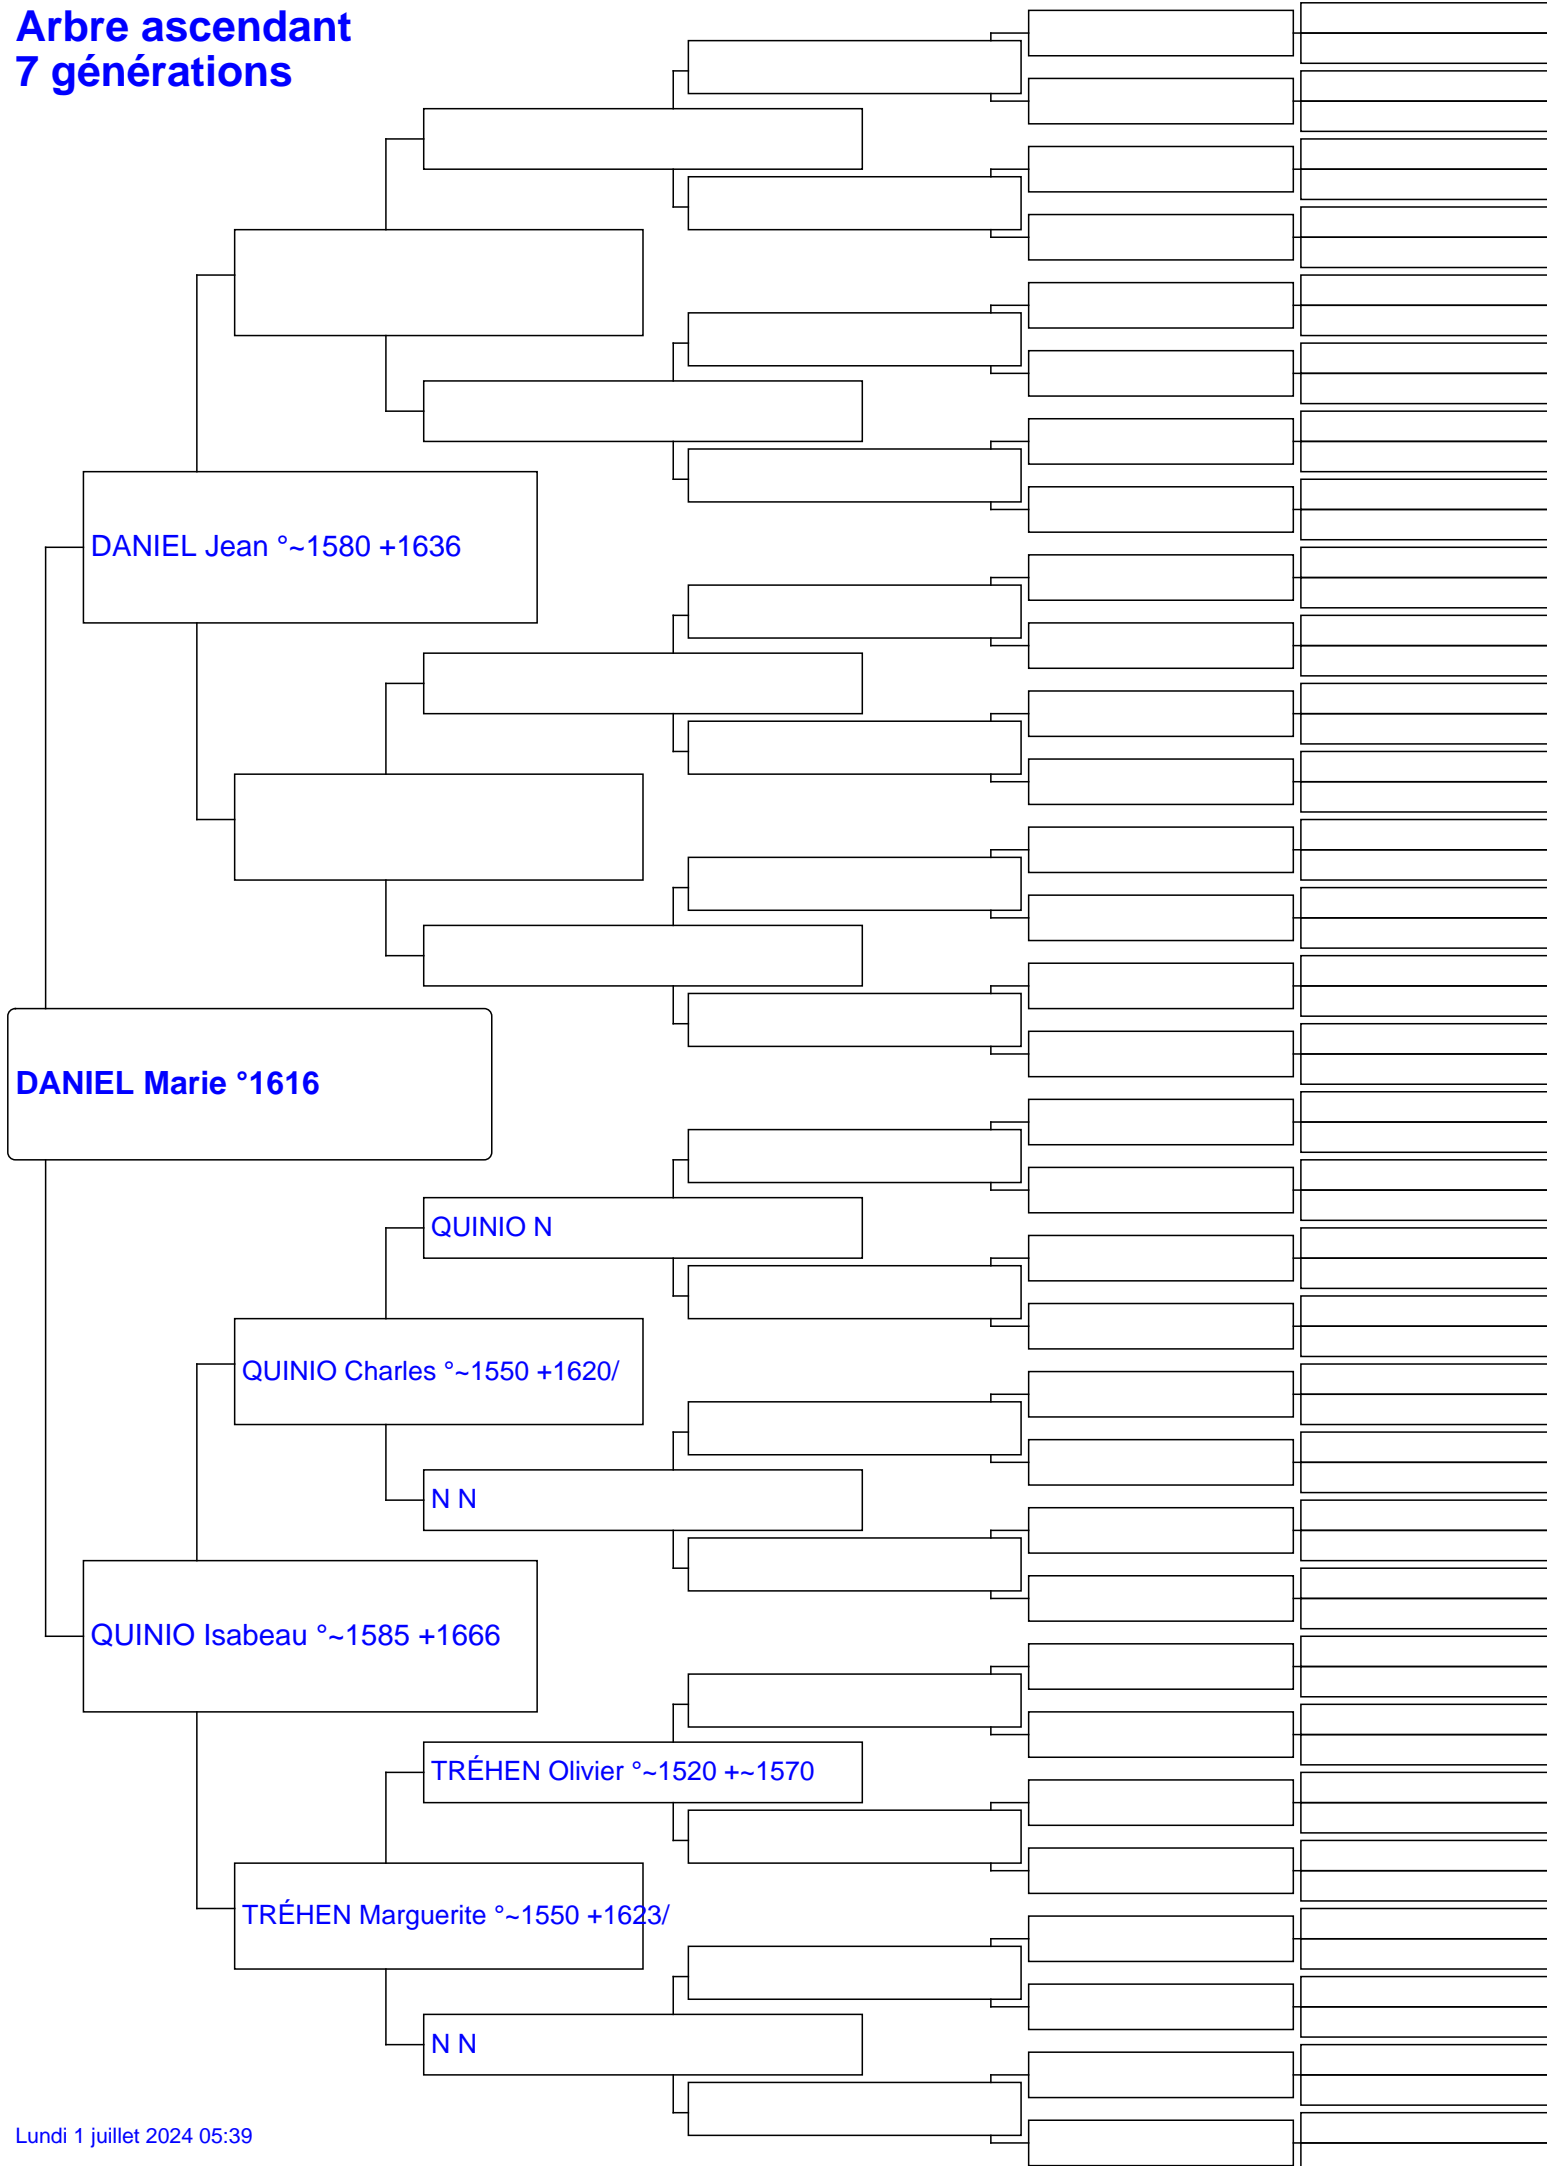 Arbre ascendant
7 générations
DANIEL Jean °~1580 +1636
DANIEL Marie °1616
QUINIO N
QUINIO Charles °~1550 +1620/
N N
QUINIO Isabeau °~1585 +1666
TRÉHEN Olivier °~1520 +~1570
TRÉHEN Marguerite °~1550 +1623/
N N
Lundi 1 juillet 2024 05:39